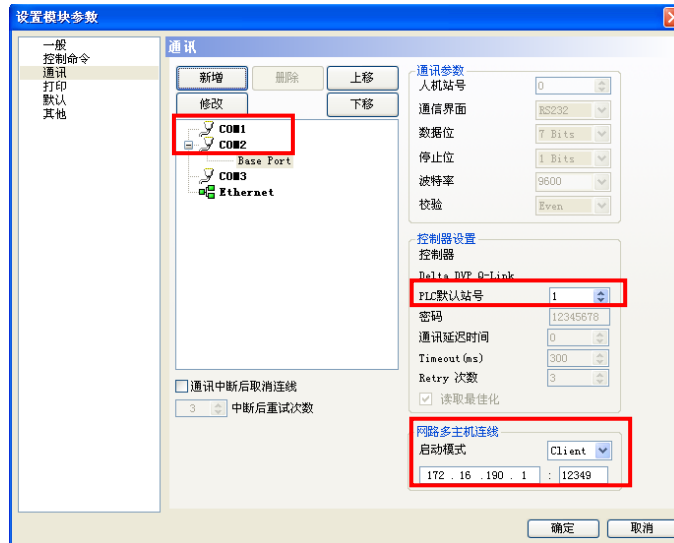 设置模块参数
一般
控制命令
通讯
打印
默认
其他
通讯
新增 删除 上移
修改 下移
COM1
COM2
Base Port
COM3
Ethernet
通讯中断后取消连线
3 中断后重试次数
通讯参数
人机站号 0
通信界面 RS232
数据位 7 Bits
停止位 1 Bits
波特率 9600
校验 Even
控制器设置
控制器
Delta DVP Q-Link
PLC默认站号 1
密码 12345678
通讯延迟时间 0
Timeout(ms) 300
Retry 次数 3
读取最佳化
网路多主机连线
启动模式 Client
172 . 16 .190 . 1 : 12349
确定 取消